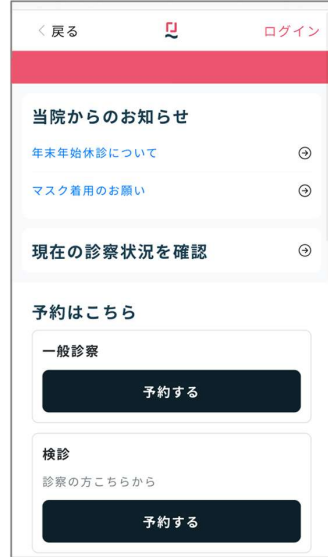 戻る
ログイン
当院からのお知らせ
年末年始休診について
マスク着用のお願い
現在の診察状況を確認
予約はこちら
一般診察
予約する
検診
診察の方こちらから
予約する